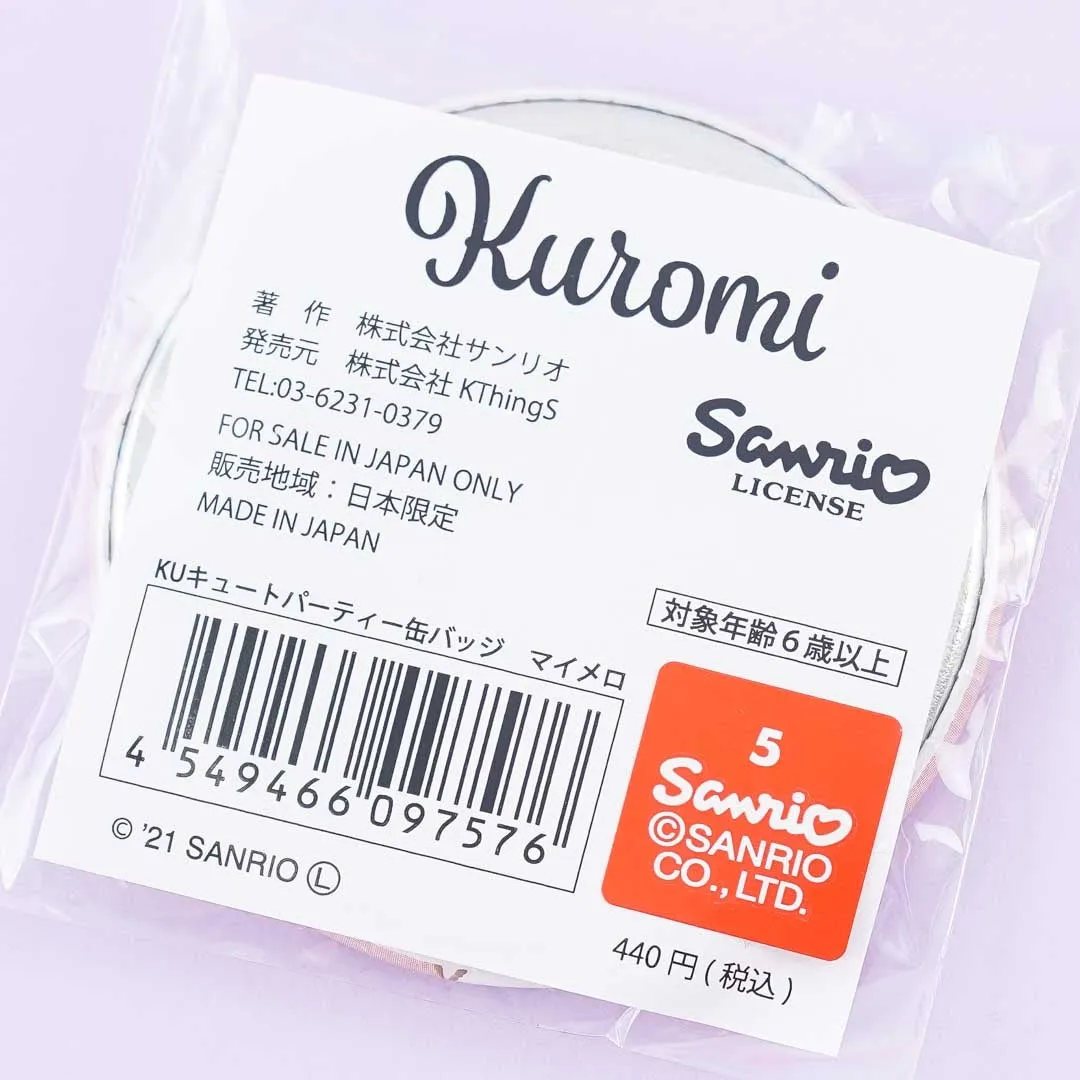 Kuromi
著 作 株式会社サンリオ
発売元 株式会社 KThingS
TEL:03-6231-0379
FOR SALE IN JAPAN ONLY
販売地域：日本限定
MADE IN JAPAN
Sanrio
LICENSE
KUキュートパーティー缶バッジ マイメロ
4 549466 097576
© '21 SANRIO Ⓛ
対象年齢６歳以上
5
Sanrio
©SANRIO
CO., LTD.
440 円 ( 税込 )